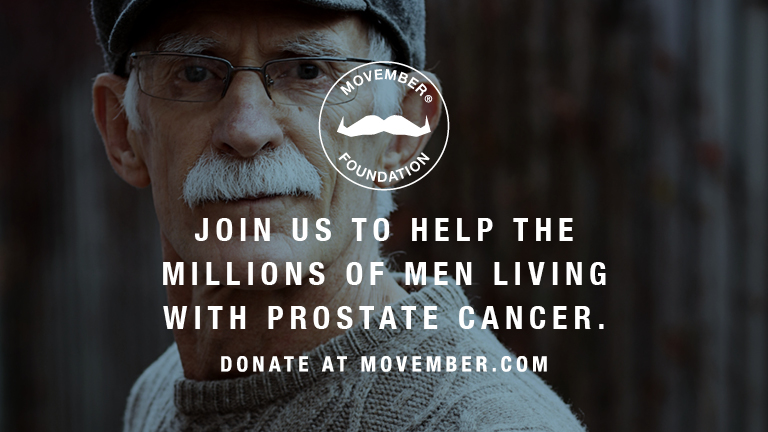 MOVEMBER®
FOUNDATION
JOIN US TO HELP THE
MILLIONS OF MEN LIVING
WITH PROSTATE CANCER.
DONATE AT MOVEMBER.COM